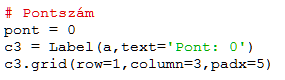 # Pontszám
pont = 0
c3 = Label(a,text='Pont: 0')
c3.grid(row=1,column=3,padx=5)